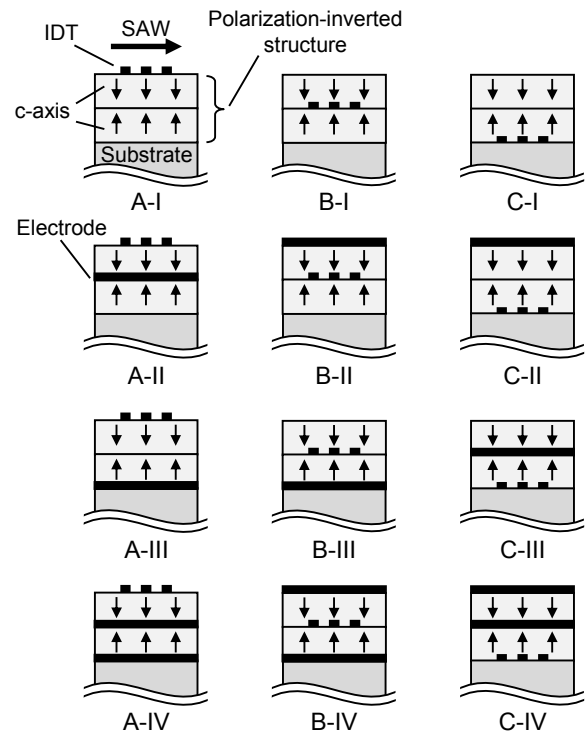 IDT
SAW
Polarization-inverted
structure
c-axis
Substrate
A-I
B-I
C-I
Electrode
A-II
B-II
C-II
A-III
B-III
C-III
A-IV
B-IV
C-IV